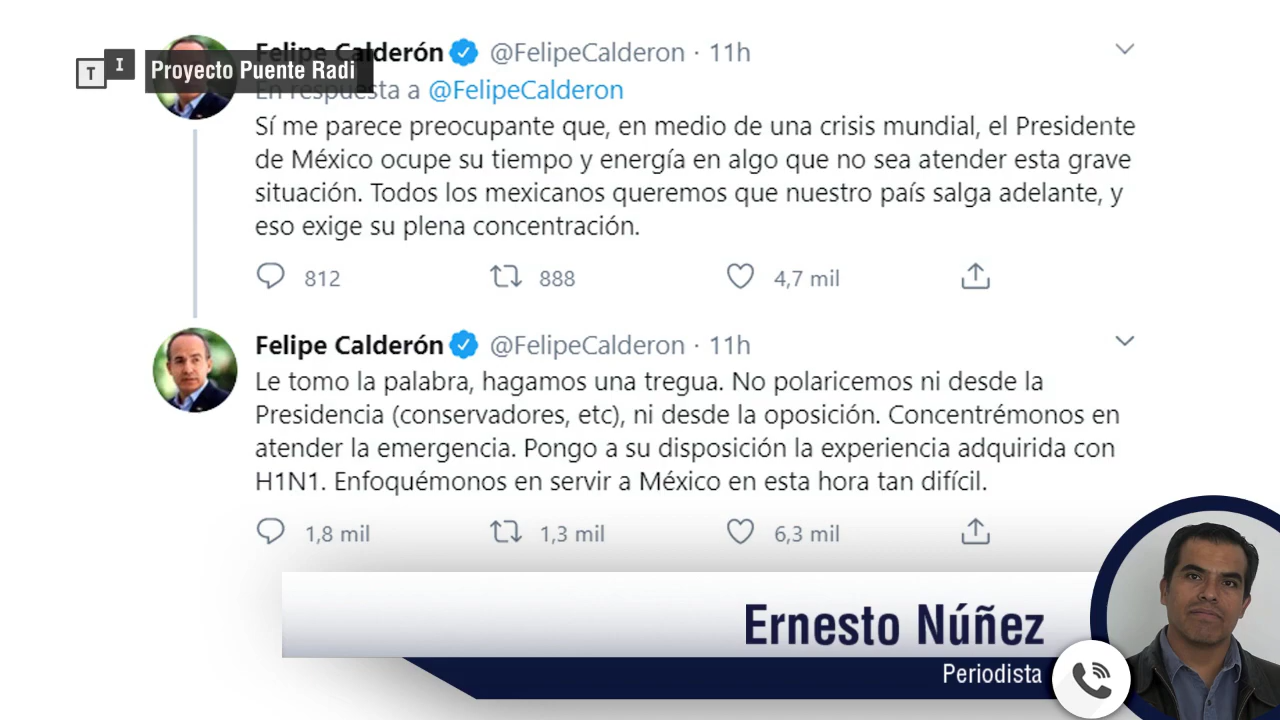 Felipe Calderón @FelipeCalderon · 11h
T I Proyecto Puente Radi
En respuesta a @FelipeCalderon
Sí me parece preocupante que, en medio de una crisis mundial, el Presidente
de México ocupe su tiempo y energía en algo que no sea atender esta grave
situación. Todos los mexicanos queremos que nuestro país salga adelante, y
eso exige su plena concentración.
812 888 4,7 mil
Felipe Calderón @FelipeCalderon · 11h
Le tomo la palabra, hagamos una tregua. No polaricemos ni desde la
Presidencia (conservadores, etc), ni desde la oposición. Concentrémonos en
atender la emergencia. Pongo a su disposición la experiencia adquirida con
H1N1. Enfoquémonos en servir a México en esta hora tan difícil.
1,8 mil 1,3 mil 6,3 mil
Ernesto Núñez
Periodista